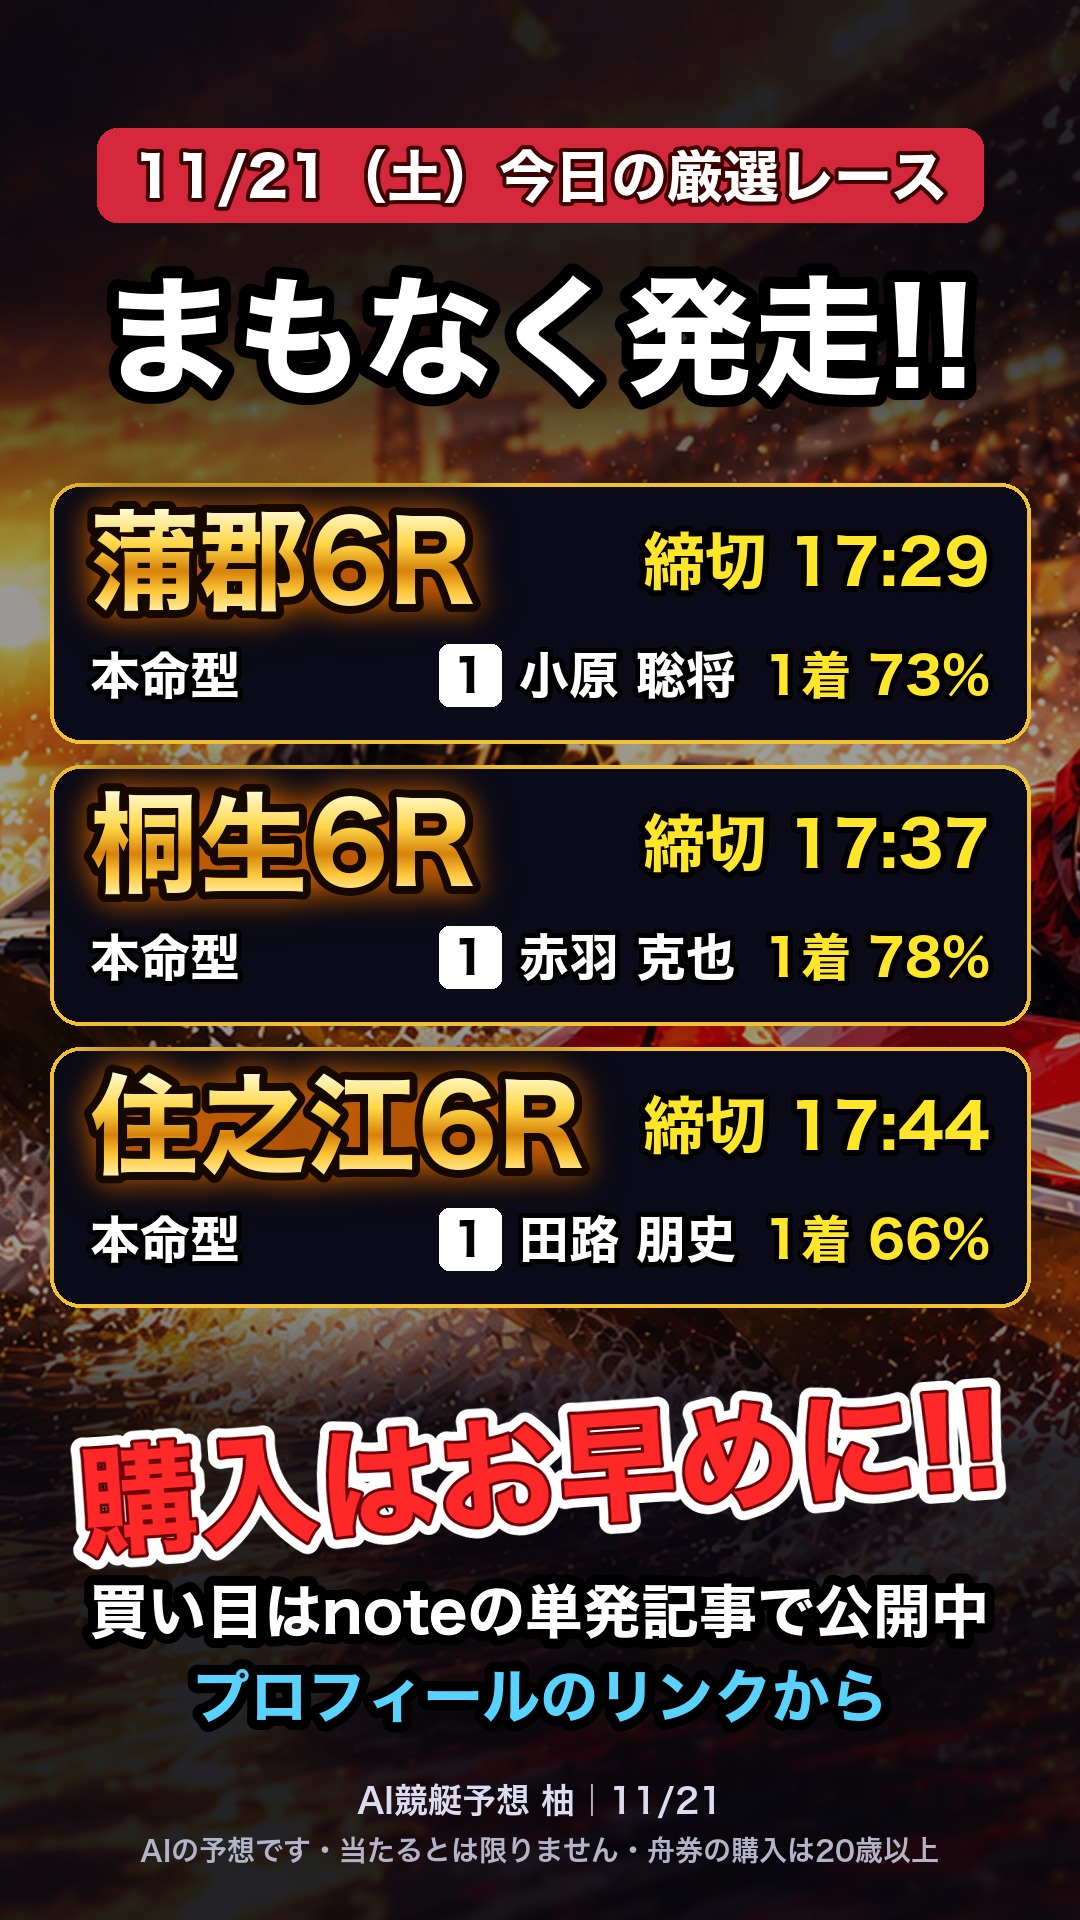 11/21（土）今日の厳選レース
まもなく発走!!
蒲郡6R 締切 17:29
本命型 1 小原 聡将 1着 73%
桐生6R 締切 17:37
本命型 1 赤羽 克也 1着 78%
住之江6R 締切 17:44
本命型 1 田路 朋史 1着 66%
購入はお早めに!!
買い目はnoteの単発記事で公開中
プロフィールのリンクから
AI競艇予想 柚｜11/21
AIの予想です・当たるとは限りません・舟券の購入は20歳以上